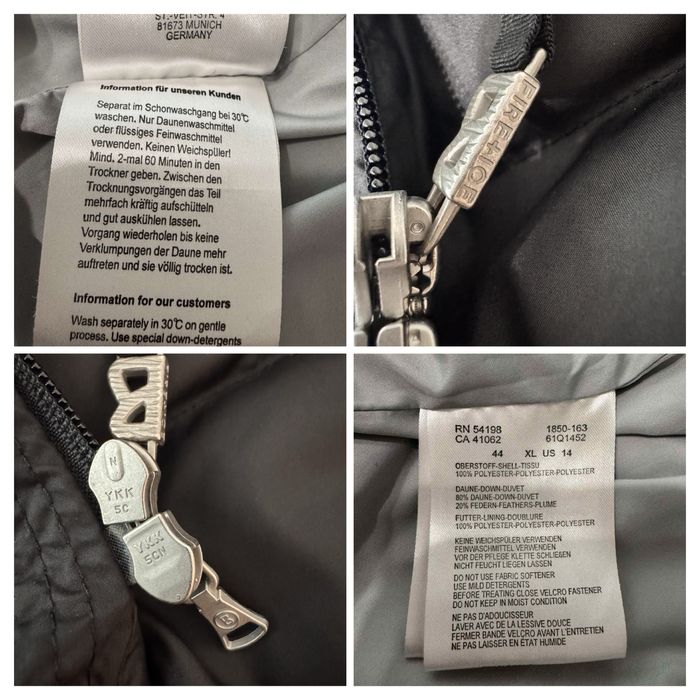 ST.-VEIT-STR. 4
81673 MUNICH
GERMANY
Information für unseren Kunden
Separat im Schonwaschgang bei 30℃
waschen. Nur Daunenwaschmittel
oder flüssiges Feinwaschmittel
verwenden. Keinen Weichspüler!
Mind. 2-mal 60 Minuten in den
Trockner geben. Zwischen den
Trocknungsvorgängen das Teil
mehrfach kräftig aufschütteln
und gut auskühlen lassen.
Vorgang wiederholen bis keine
Verklumpungen der Daune mehr
auftreten und sie völlig trocken ist.
Information for our customers
Wash separately in 30℃ on gentle
process. Use special down-detergents
FIRE+ICE
B
N
YKK
5C
YKK
5CN
B
RN 54198 1850-163
CA 41062 61Q1452
44 XL US 14
OBERSTOFF-SHELL-TISSU
100% POLYESTER-POLYESTER-POLYESTER
DAUNE-DOWN-DUVET
80% DAUNE-DOWN-DUVET
20% FEDERN-FEATHERS-PLUME
FUTTER-LINING-DOUBLURE
100% POLYESTER-POLYESTER-POLYESTER
KEINEN WEICHSPÜLER VERWENDEN
FEINWASCHMITTEL VERWENDEN
VOR DER PFLEGE KLETTE SCHLIEßEN
NICHT FEUCHT LIEGEN LASSEN
DO NOT USE FABRIC SOFTENER
USE MILD DETERGENTS
BEFORE TREATING CLOSE VELCRO FASTENER
DO NOT KEEP IN MOIST CONDITION
NE PAS D'ADOUCISSEUR
LAVER AVEC DE LA LESSIVE DOUCE
FERMER BANDE VELCRO AVANT L'ENTRETIEN
NE PAS LAISSER EN ETAT HUMIDE